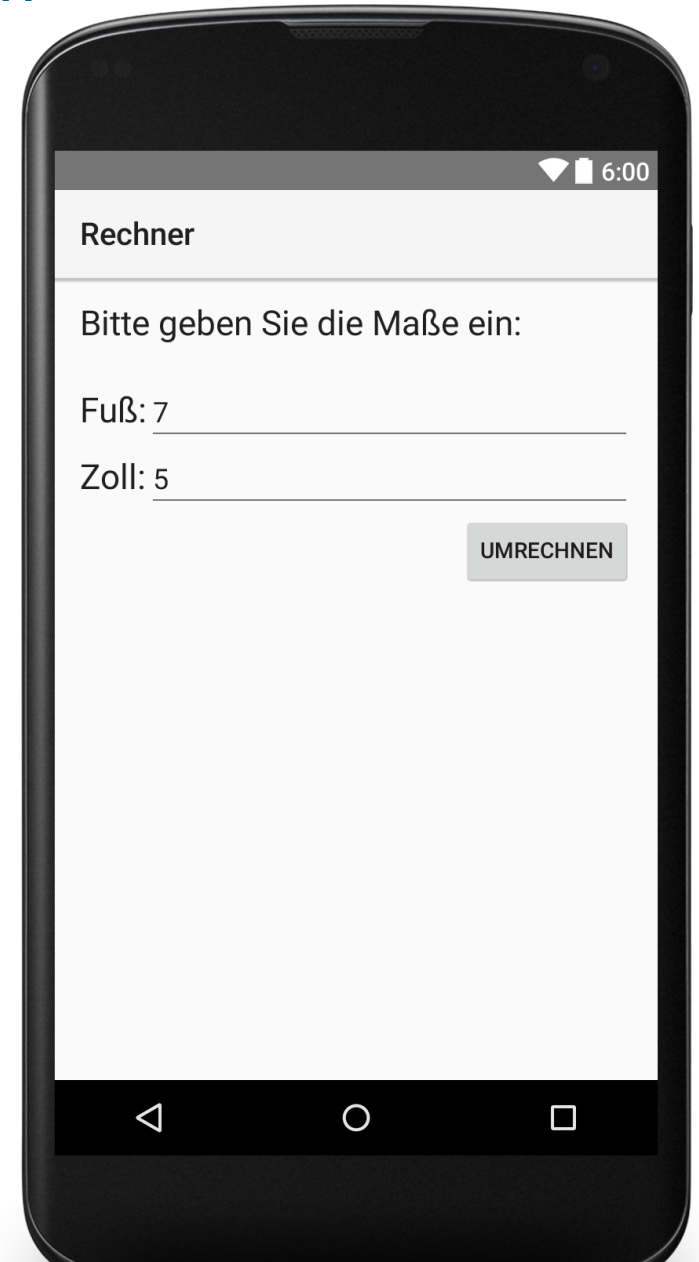 6:00
Rechner
Bitte geben Sie die Maße ein:
Fuß: 7
Zoll: 5
UMRECHNEN